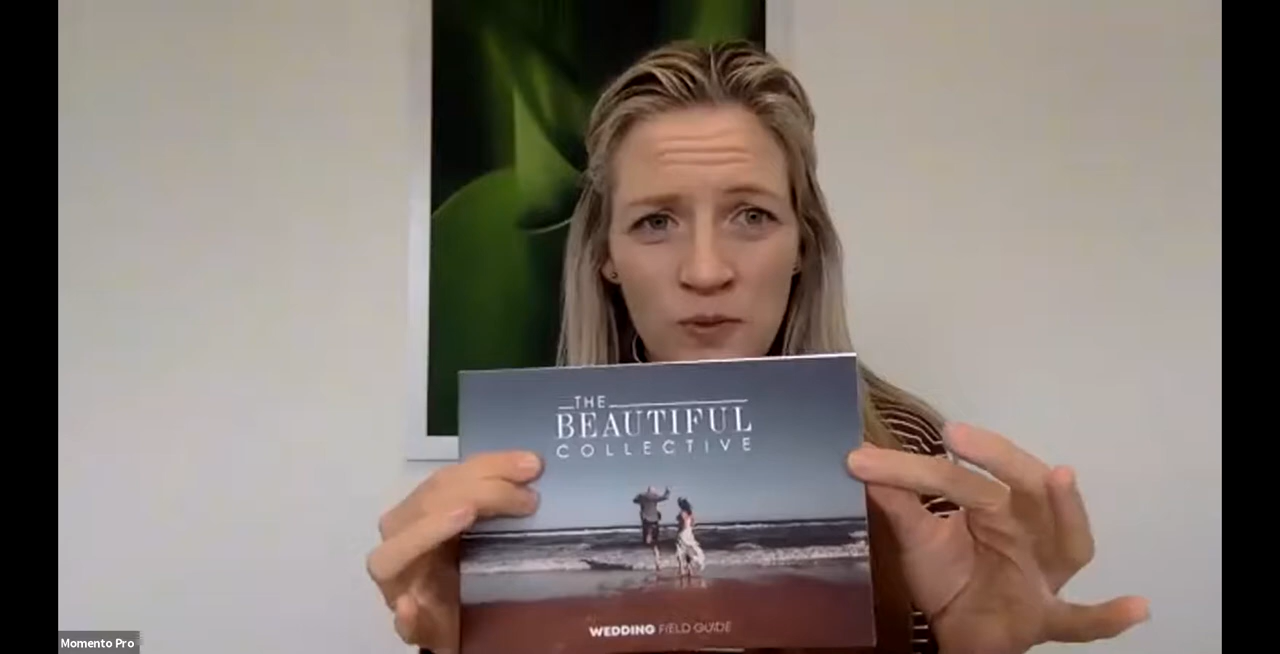 THE
BEAUTIFUL
COLLECTIVE
WEDDING FIELD GUIDE
Momento Pro